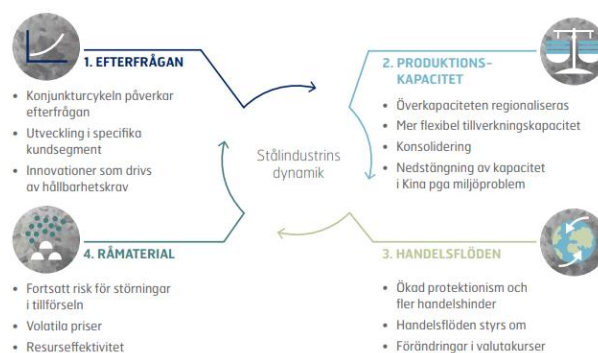 1. EFTERFRÅGAN
• Konjunkturcykeln påverkar
efterfrågan
• Utveckling i specifika
kundsegment
• Innovationer som drivs
av hållbarhetskrav
2. PRODUKTIONS-
KAPACITET
• Överkapaciteten regionaliseras
• Mer flexibel tillverkningskapacitet
• Konsolidering
• Nedstängning av kapacitet
i Kina pga miljöproblem
Stålindustrins
dynamik
3. HANDELSFLÖDEN
• Ökad protektionism och
fler handelshinder
• Handelsflöden styrs om
• Förändringar i valutakurser
4. RÅMATERIAL
• Fortsatt risk för störningar
i tillförseln
• Volatila priser
• Resurseffektivitet